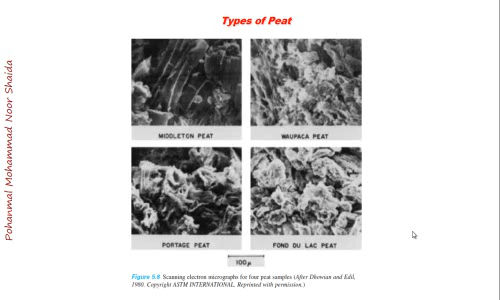 Types of Peat
Pohanmal Mohammad Noor Shaida
MIDDLETON PEAT
WAUPACA PEAT
PORTAGE PEAT
FOND DU LAC PEAT
100μ
Figure 5.8 Scanning electron micrographs for four peat samples (After Dhowian and Edil,
1980. Copyright ASTM INTERNATIONAL. Reprinted with permission.)